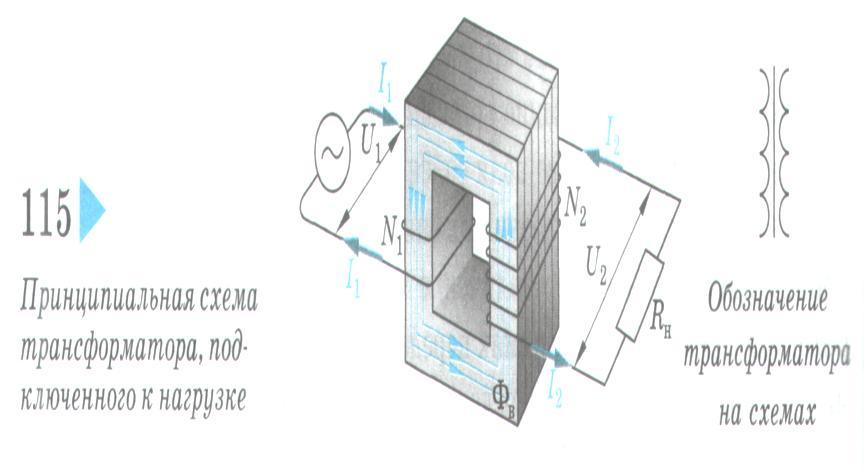 115
Принципиальная схема
трансформатора, под-
ключенного к нагрузке
I₁
U₁
N₁
I₁
I₂
N₂
U₂
Rн
I₂
Φв
Обозначение
трансформатора
на схемах